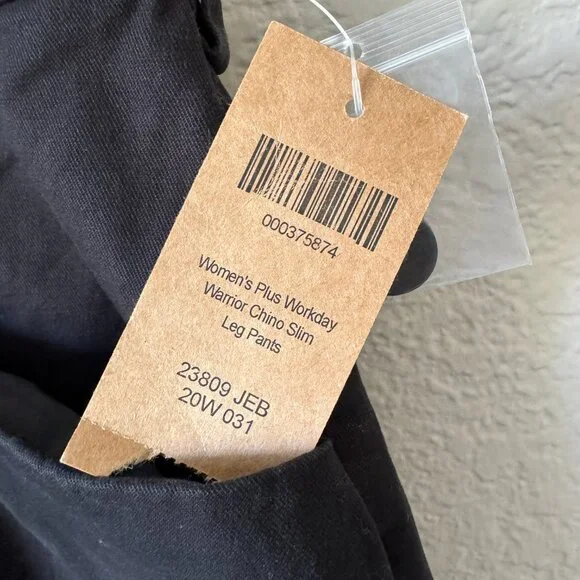 000375874
Women's Plus Workday
Warrior Chino Slim
Leg Pants
23809 JEB
20W 031